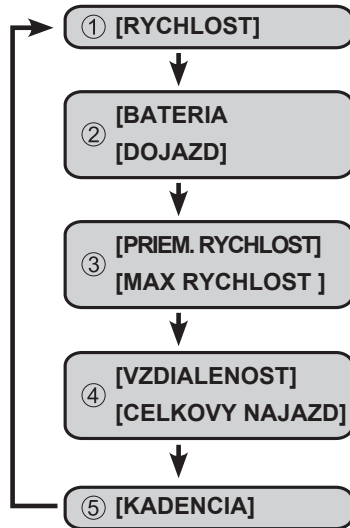 ① [RYCHLOST]
② [BATERIA
[DOJAZD]
③ [PRIEM. RYCHLOST]
[MAX RYCHLOST ]
④ [VZDIALENOST]
[CELKOVY NAJAZD]
⑤ [KADENCIA]